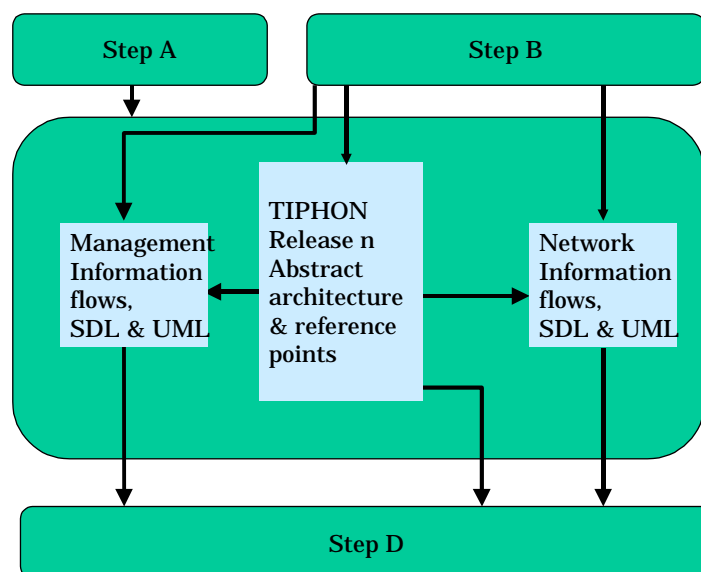 Step A
Step B
TIPHON
Release n
Abstract
architecture
& reference
points
Management
Information
flows,
SDL & UML
Network
Information
flows,
SDL & UML
Step D